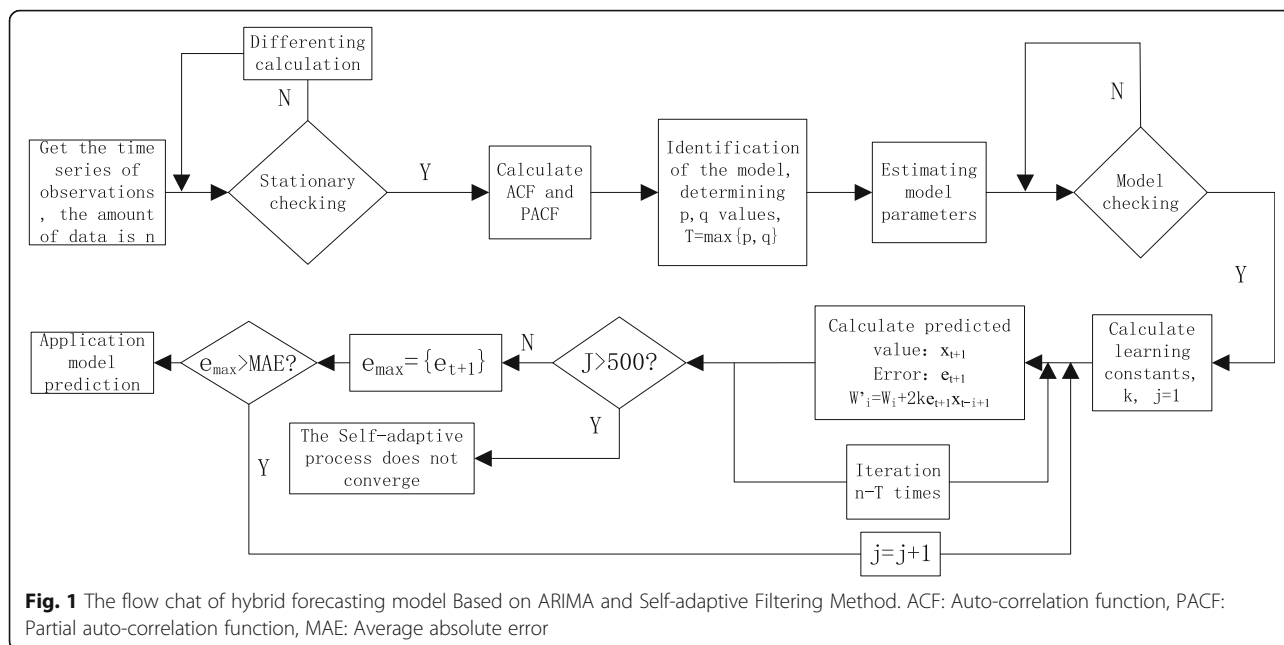 Differenting
calculation
N
Get the time
series of
observations
, the amount
of data is n
Stationary
checking
Y
Calculate
ACF and
PACF
Identification
of the model,
determining
p,q values,
T=max{p,q}
Estimating
model
parameters
N
Model
checking
Y
Calculate
learning
constants,
k, j=1
Calculate predicted
value: xₜ₊₁
Error: eₜ₊₁
W'ᵢ=Wᵢ+2keₜ₊₁xₜ₋ᵢ₊₁
Iteration
n-T times
J>500?
N
Y
The Self-adaptive
process does not
converge
e_max={eₜ₊₁}
e_max>MAE?
Y
Application
model
prediction
j=j+1
Fig. 1 The flow chat of hybrid forecasting model Based on ARIMA and Self-adaptive Filtering Method. ACF: Auto-correlation function, PACF:
Partial auto-correlation function, MAE: Average absolute error